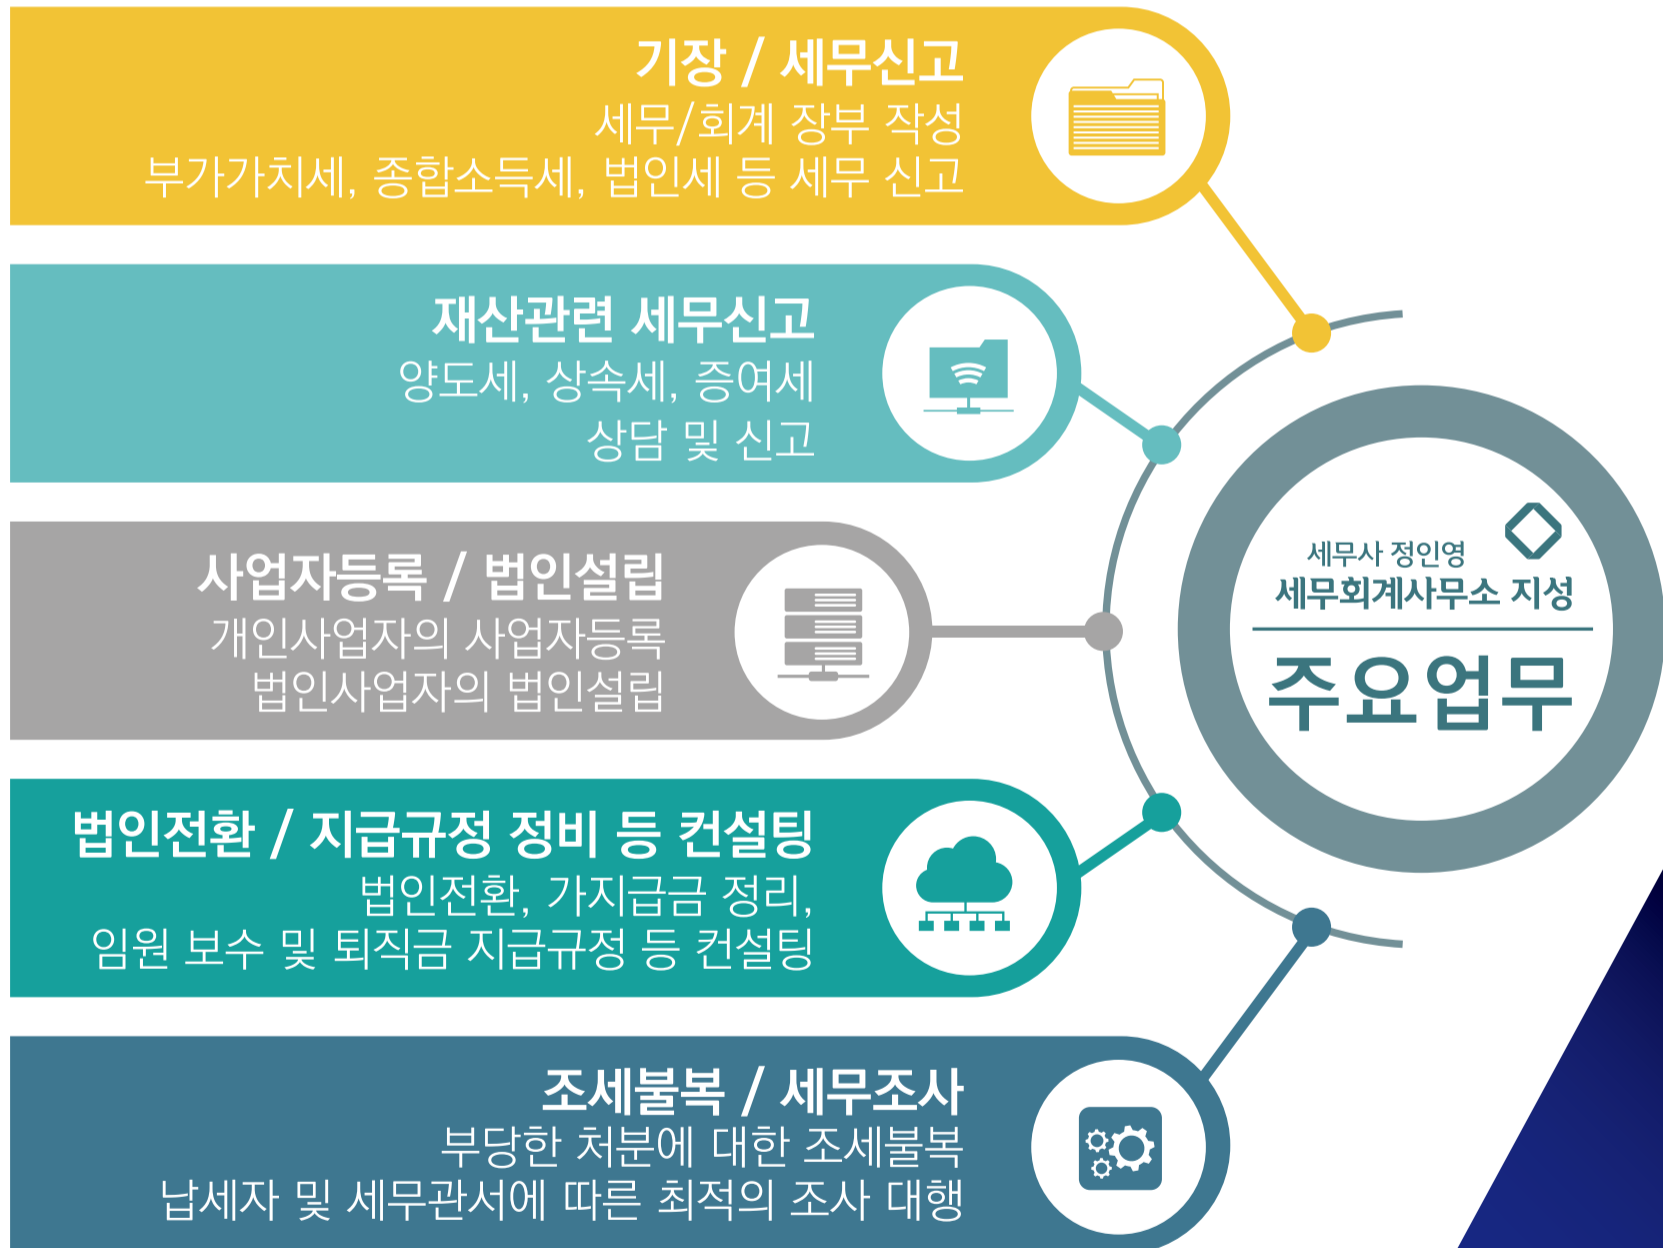 기장 / 세무신고
세무/회계 장부 작성
부가가치세, 종합소득세, 법인세 등 세무 신고
재산관련 세무신고
양도세, 상속세, 증여세
상담 및 신고
사업자등록 / 법인설립
개인사업자의 사업자등록
법인사업자의 법인설립
법인전환 / 지급규정 정비 등 컨설팅
법인전환, 가지급금 정리,
임원 보수 및 퇴직금 지급규정 등 컨설팅
조세불복 / 세무조사
부당한 처분에 대한 조세불복
납세자 및 세무관서에 따른 최적의 조사 대행
세무사 정인영
세무회계사무소 지성
주요업무